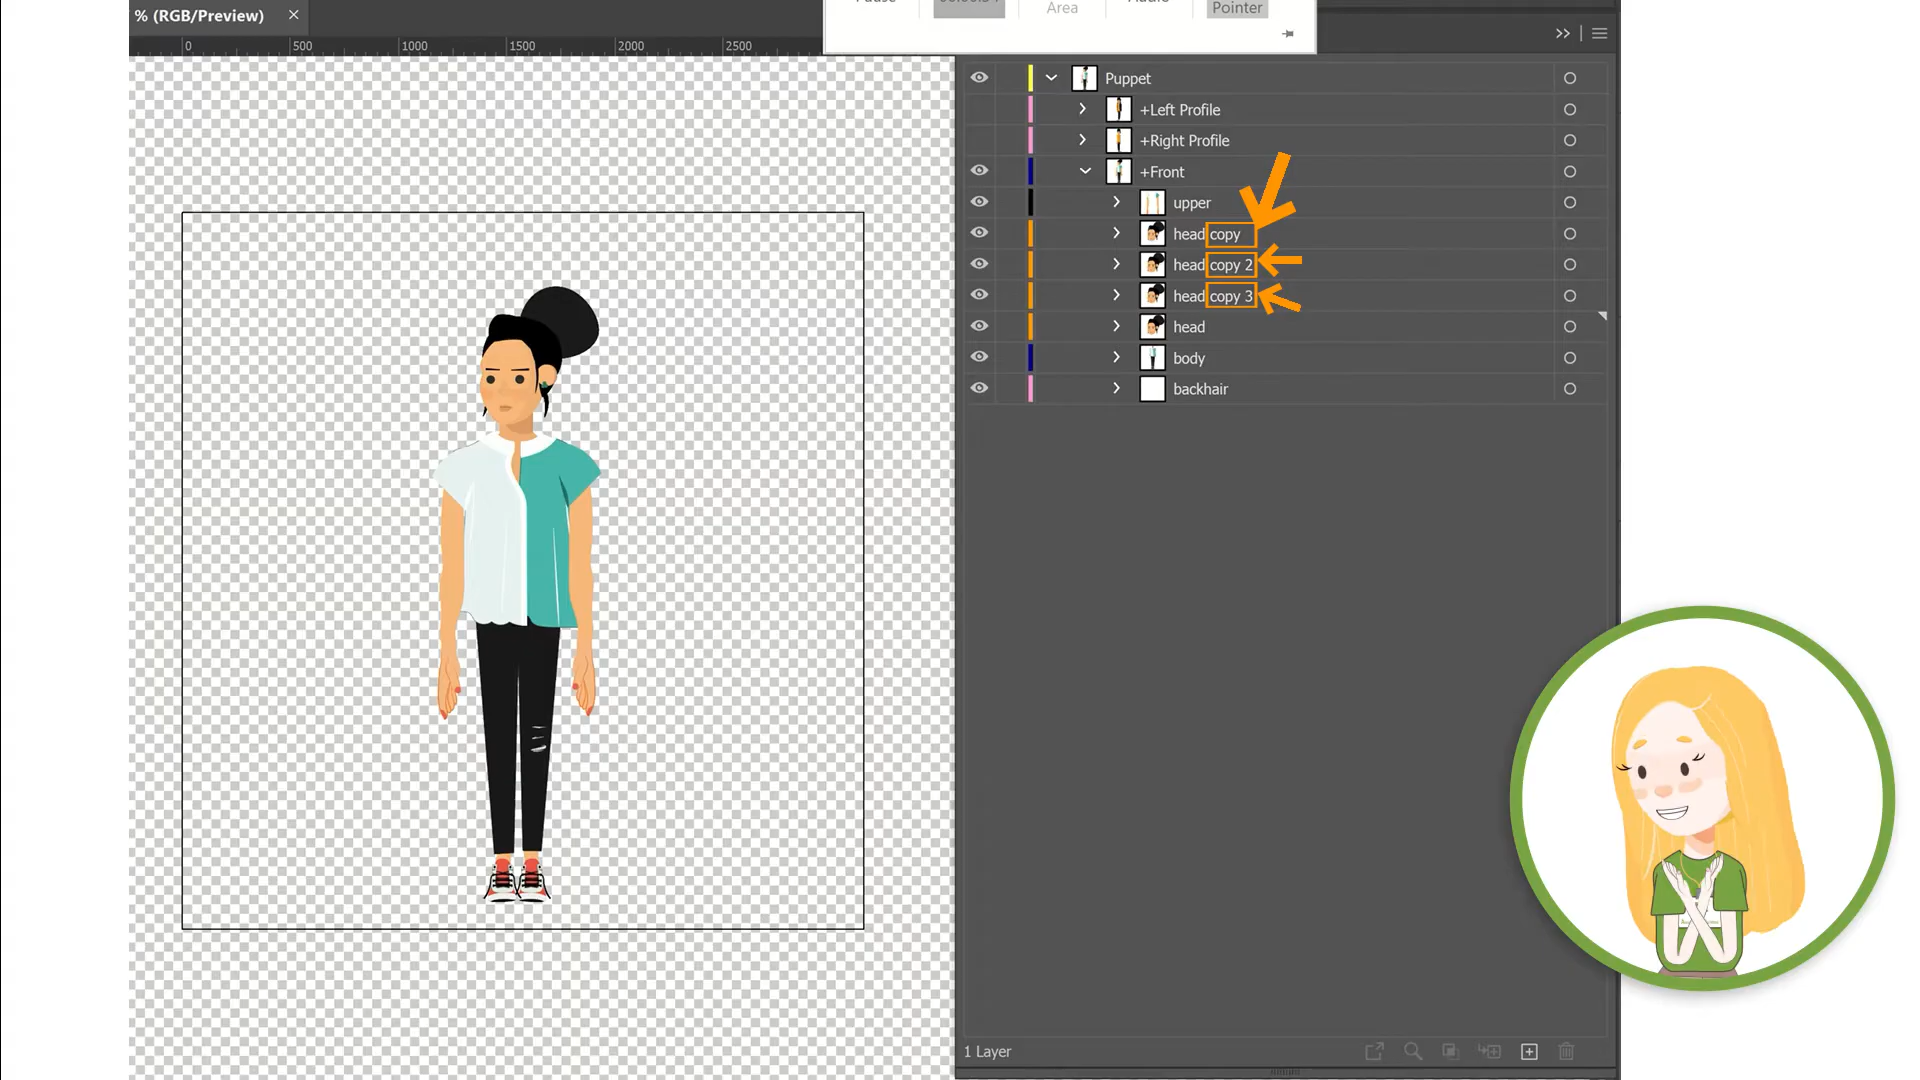 % (RGB/Preview)
Area
Pointer
0 500 1000 1500 2000 2500
Puppet
+Left Profile
+Right Profile
+Front
upper
head copy
head copy 2
head copy 3
head
body
backhair
1 Layer